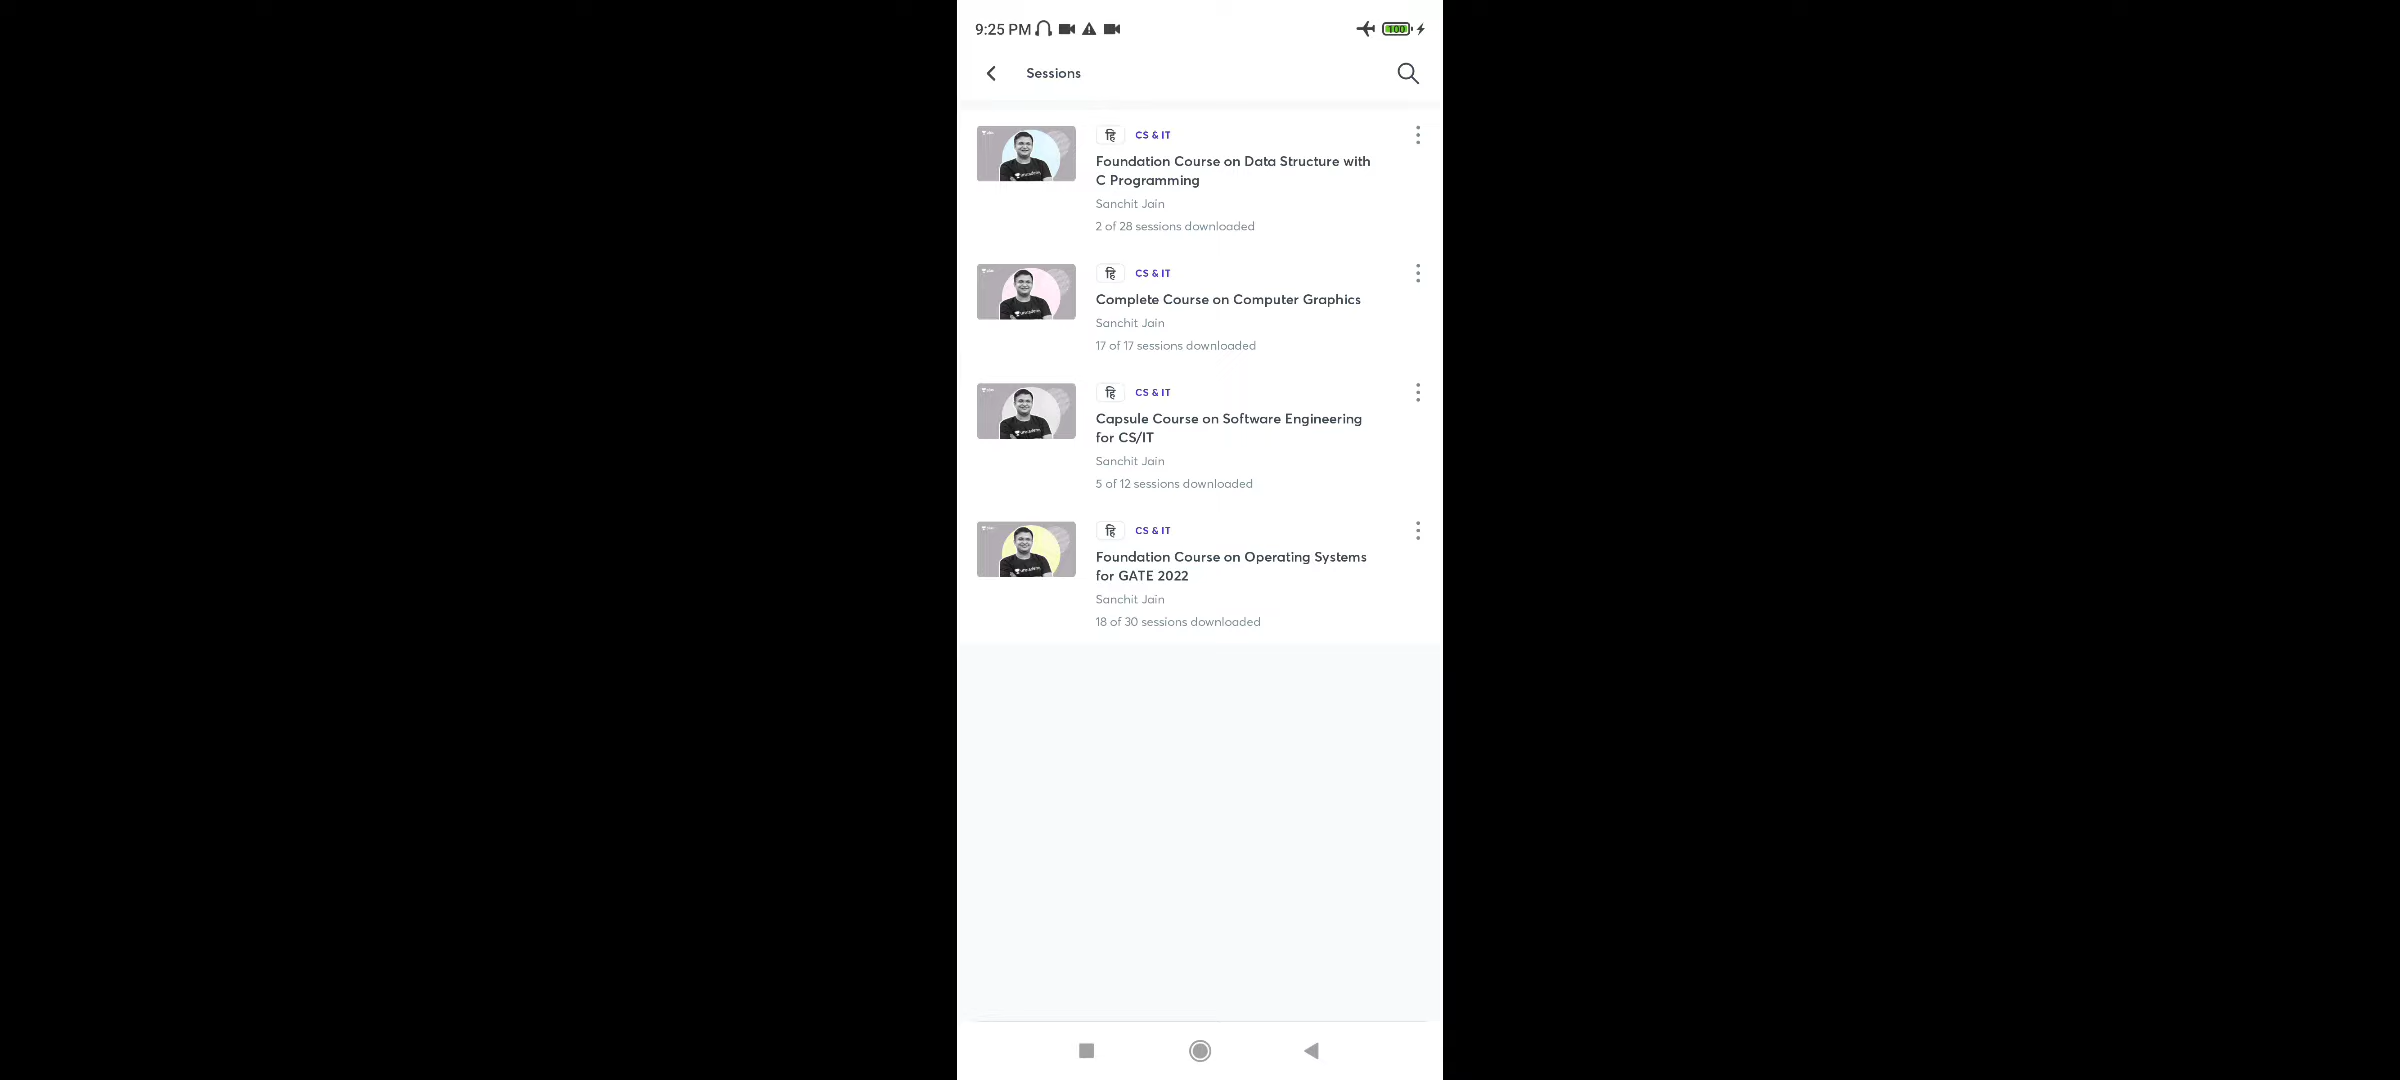 9:25 PM
100
Sessions
हि CS & IT
Foundation Course on Data Structure with
C Programming
Sanchit Jain
2 of 28 sessions downloaded
हि CS & IT
Complete Course on Computer Graphics
Sanchit Jain
17 of 17 sessions downloaded
हि CS & IT
Capsule Course on Software Engineering
for CS/IT
Sanchit Jain
5 of 12 sessions downloaded
हि CS & IT
Foundation Course on Operating Systems
for GATE 2022
Sanchit Jain
18 of 30 sessions downloaded